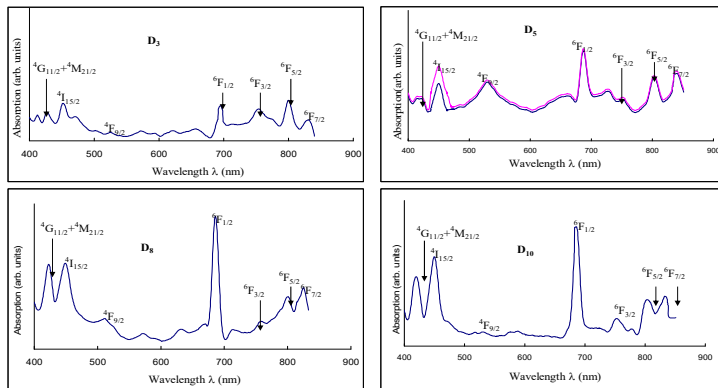 D₃
⁴G₁₁/₂+⁴M₂₁/₂
⁴I₁₅/₂
⁴F₉/₂
⁶F₁/₂
⁶F₃/₂
⁶F₅/₂
⁶F₇/₂
Absorption (arb. units)
400 500 600 700 800 900
Wavelength λ (nm)
D₅
⁴G₁₁/₂+⁴M₂₁/₂
⁴I₁₅/₂
⁴F₉/₂
⁶F₁/₂
⁶F₃/₂
⁶F₅/₂
⁶F₇/₂
Absorption(arb. units)
400 500 600 700 800 900
Wavelength λ (nm)
D₈
⁴G₁₁/₂+⁴M₂₁/₂
⁴I₁₅/₂
⁴F₉/₂
⁶F₁/₂
⁶F₃/₂
⁶F₅/₂
⁶F₇/₂
Absorption (arb. units)
400 500 600 700 800 900
Wavelength λ (nm)
D₁₀
⁴G₁₁/₂+⁴M₂₁/₂
⁴I₁₅/₂
⁴F₉/₂
⁶F₁/₂
⁶F₃/₂
⁶F₅/₂ ⁶F₇/₂
Absorption (arb. units)
400 500 600 700 800 900
Wavelength λ (nm)